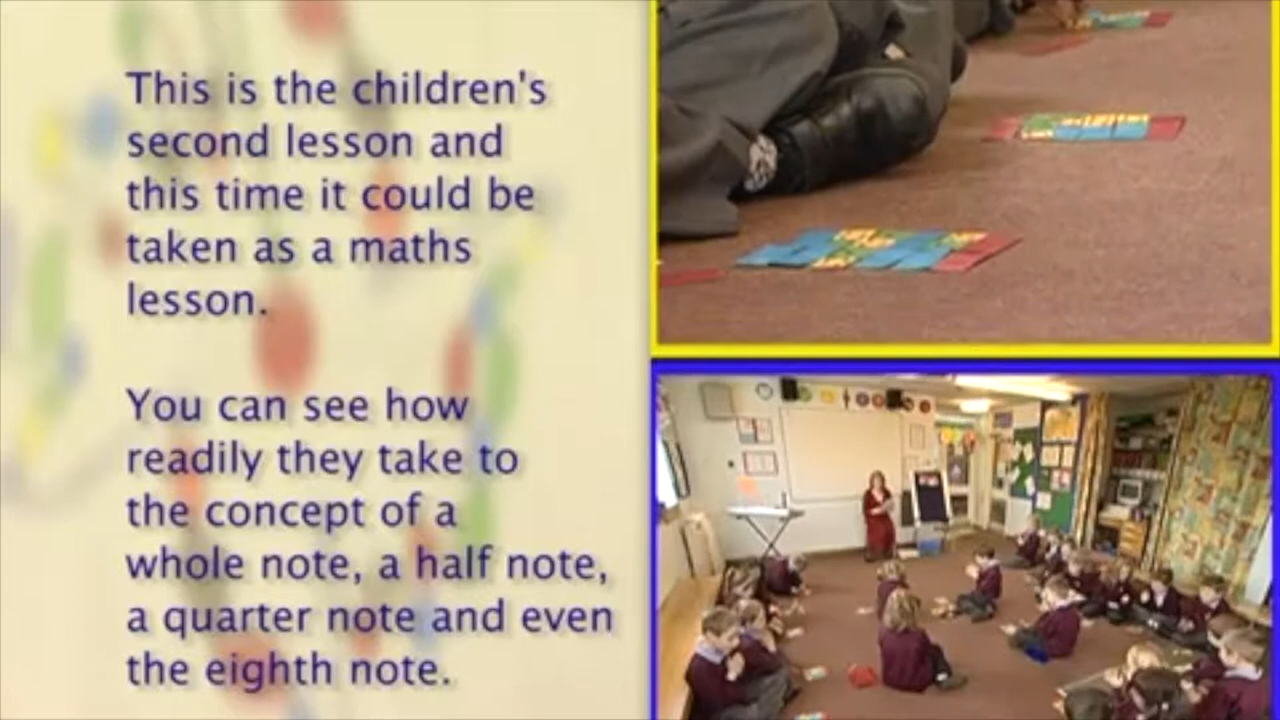 This is the children's
second lesson and
this time it could be
taken as a maths
lesson.
You can see how
readily they take to
the concept of a
whole note, a half note,
a quarter note and even
the eighth note.